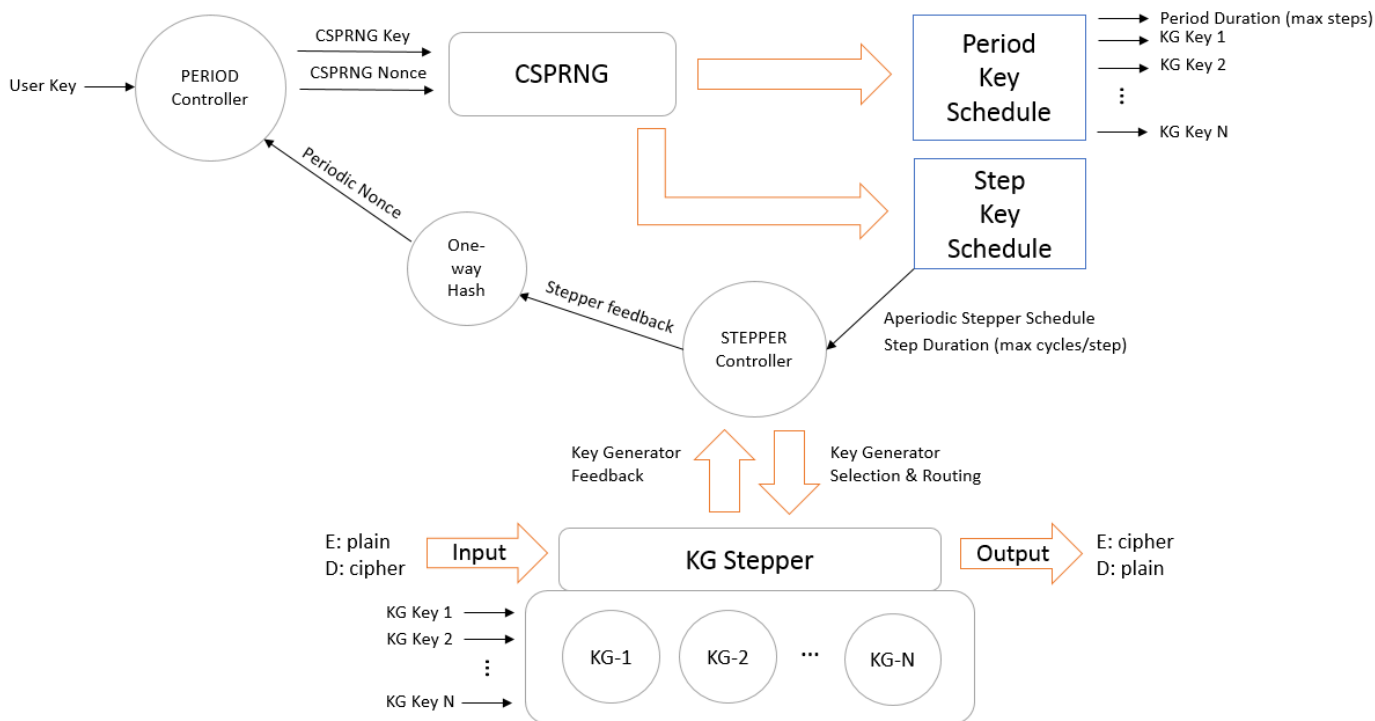 User Key
PERIOD
Controller
CSPRNG Key
CSPRNG Nonce
CSPRNG
Period
Key
Schedule
Period Duration (max steps)
KG Key 1
KG Key 2
⋮
KG Key N
Step
Key
Schedule
Periodic Nonce
One-
way
Hash
Stepper feedback
STEPPER
Controller
Aperiodic Stepper Schedule
Step Duration (max cycles/step)
Key Generator
Feedback
Key Generator
Selection & Routing
E: plain
D: cipher
Input
KG Stepper
Output
E: cipher
D: plain
KG Key 1
KG Key 2
⋮
KG Key N
KG-1
KG-2
...
KG-N